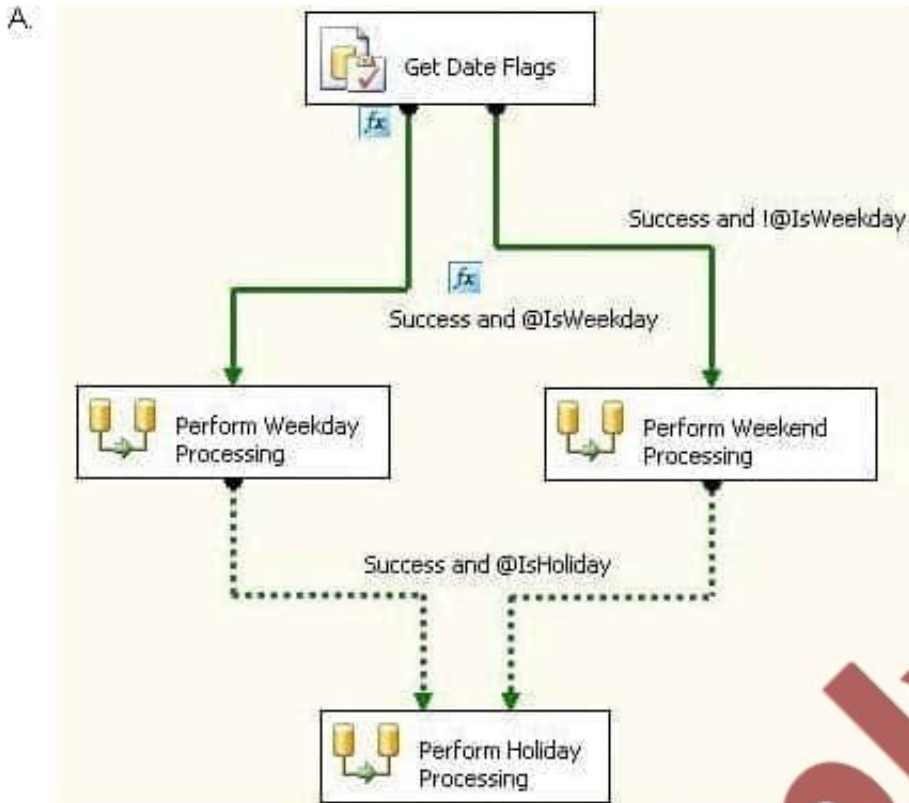 A.
Get Date Flags
fx
Success and !@IsWeekday
fx
Success and @IsWeekday
Perform Weekday
Processing
Perform Weekend
Processing
Success and @IsHoliday
Perform Holiday
Processing